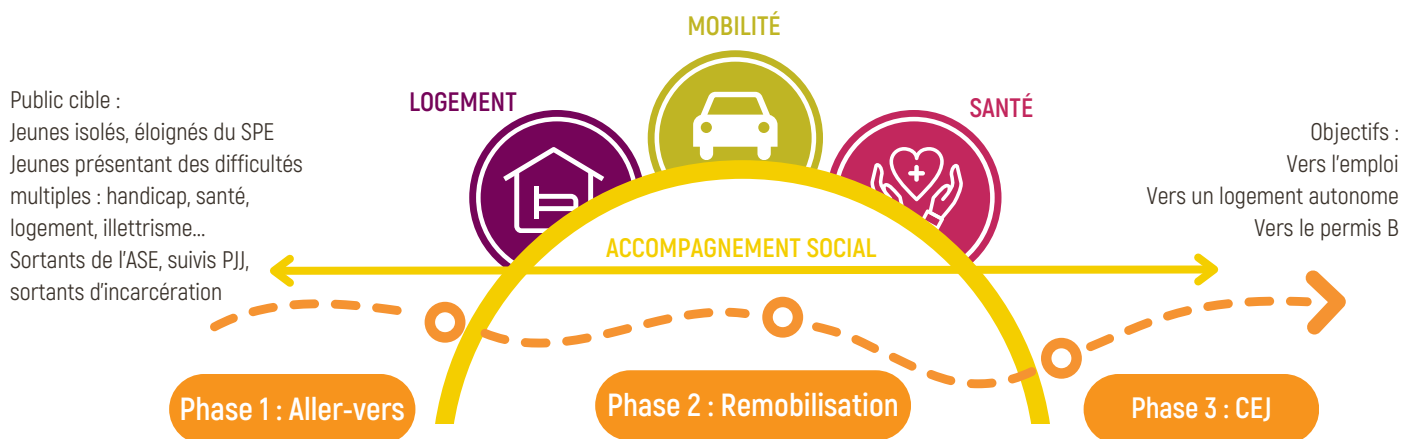 MOBILITÉ
LOGEMENT
SANTÉ
Public cible :
Jeunes isolés, éloignés du SPE
Jeunes présentant des difficultés
multiples : handicap, santé,
logement, illettrisme...
Sortants de l'ASE, suivis PJJ,
sortants d'incarcération
Objectifs :
Vers l'emploi
Vers un logement autonome
Vers le permis B
ACCOMPAGNEMENT SOCIAL
Phase 1 : Aller-vers
Phase 2 : Remobilisation
Phase 3 : CEJ